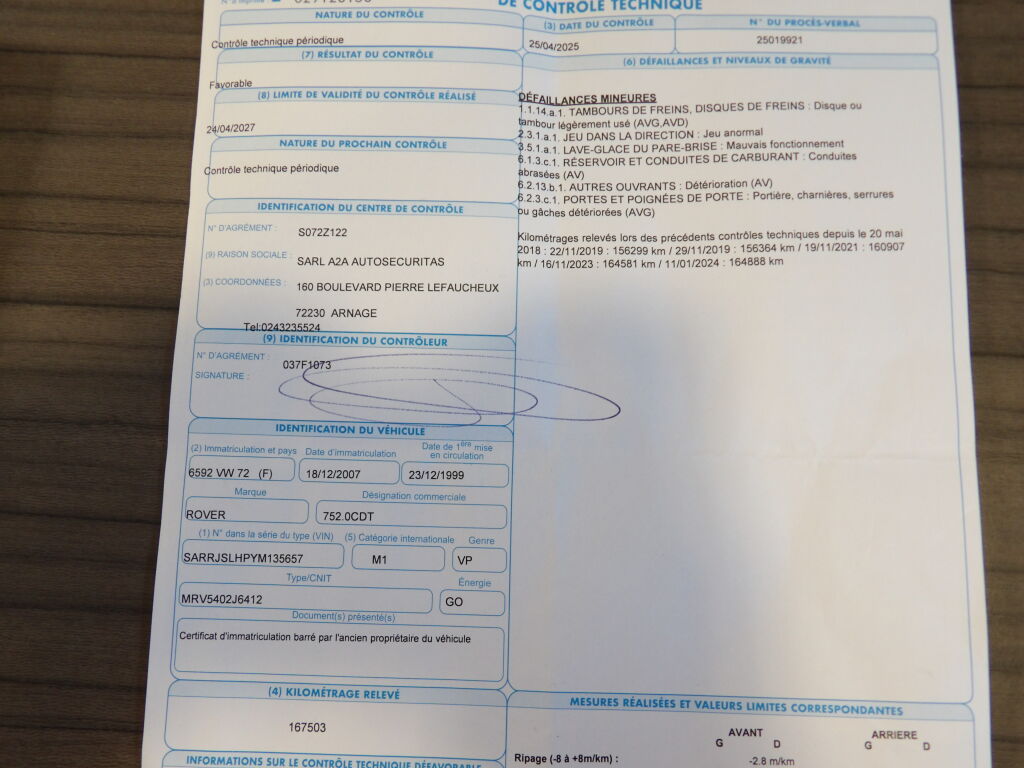 DE CONTRÔLE TECHNIQUE
NATURE DU CONTRÔLE
Contrôle technique périodique
(3) DATE DU CONTRÔLE
25/04/2025
N° DU PROCÈS-VERBAL
25019921
(7) RÉSULTAT DU CONTRÔLE
Favorable
(8) LIMITE DE VALIDITÉ DU CONTRÔLE RÉALISÉ
24/04/2027
NATURE DU PROCHAIN CONTRÔLE
Contrôle technique périodique
IDENTIFICATION DU CENTRE DE CONTRÔLE
N° D'AGRÉMENT : S072Z122
(9) RAISON SOCIALE : SARL A2A AUTOSECURITAS
(3) COORDONNÉES : 160 BOULEVARD PIERRE LEFAUCHEUX
72230 ARNAGE
Tel:0243235524
(9) IDENTIFICATION DU CONTRÔLEUR
N° D'AGRÉMENT : 037F1073
SIGNATURE :
IDENTIFICATION DU VÉHICULE
(2) Immatriculation et pays
6592 VW 72 (F)
Date d'immatriculation
18/12/2007
Date de 1ère mise
en circulation
23/12/1999
Marque
ROVER
Désignation commerciale
752.0CDT
(1) N° dans la série du type (VIN)
SARRJSLHPYM135657
(5) Catégorie internationale
M1
Genre
VP
Type/CNIT
MRV5402J6412
Énergie
GO
Document(s) présenté(s)
Certificat d'immatriculation barré par l'ancien propriétaire du véhicule
(4) KILOMÉTRAGE RELEVÉ
167503
INFORMATIONS SUR LE CONTRÔLE TECHNIQUE DÉFAVORABLE
(6) DÉFAILLANCES ET NIVEAUX DE GRAVITÉ
DÉFAILLANCES MINEURES
1.1.14.a.1. TAMBOURS DE FREINS, DISQUES DE FREINS : Disque ou
tambour légèrement usé (AVG,AVD)
2.3.1.a.1. JEU DANS LA DIRECTION : Jeu anormal
3.5.1.a.1. LAVE-GLACE DU PARE-BRISE : Mauvais fonctionnement
6.1.3.c.1. RÉSERVOIR ET CONDUITES DE CARBURANT : Conduites
abrasées (AV)
6.2.13.b.1. AUTRES OUVRANTS : Détérioration (AV)
6.2.3.c.1. PORTES ET POIGNÉES DE PORTE : Portière, charnières, serrures
ou gâches détériorées (AVG)
Kilométrages relevés lors des précédents contrôles techniques depuis le 20 mai
2018 : 22/11/2019 : 156299 km / 29/11/2019 : 156364 km / 19/11/2021 : 160907
km / 16/11/2023 : 164581 km / 11/01/2024 : 164888 km
MESURES RÉALISÉES ET VALEURS LIMITES CORRESPONDANTES
AVANT
G D
ARRIERE
G D
Ripage (-8 à +8m/km) : -2.8 m/km